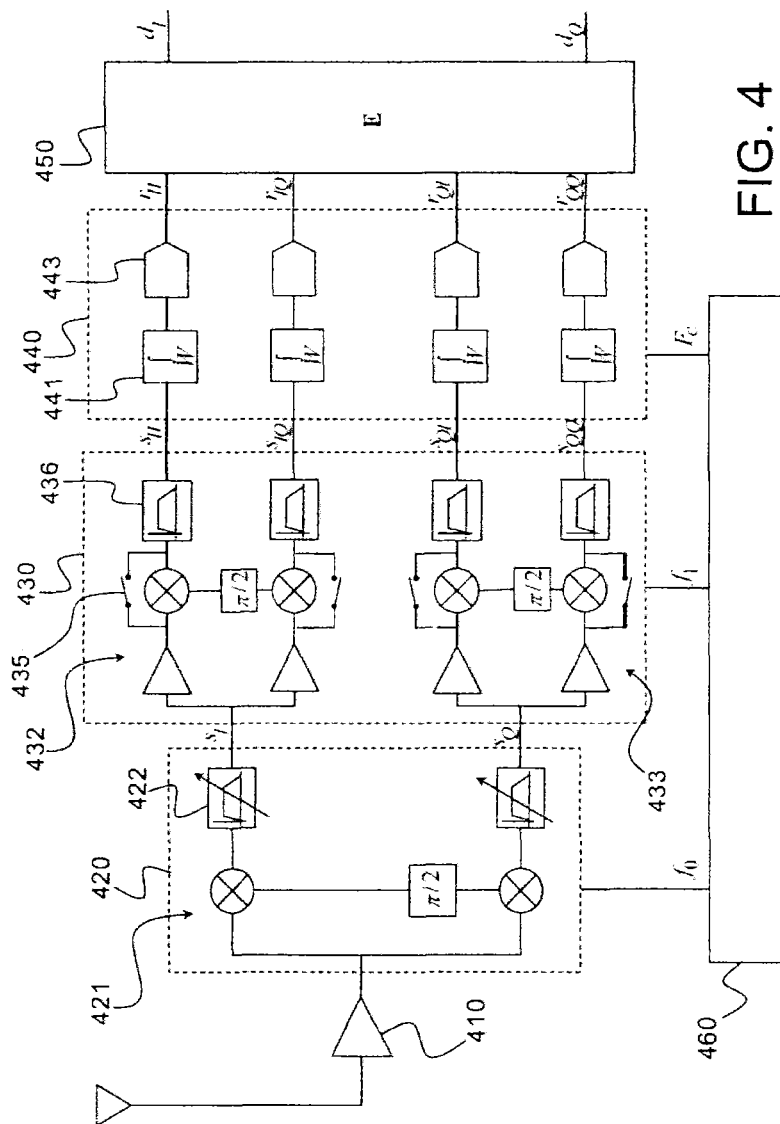 410
420
421
π/2
422
s_I
s_Q
f_0
430
432
433
435
π/2
π/2
436
s_II
s_IQ
s_QI
s_QQ
f_1
440
441
443
∫W
∫W
∫W
∫W
r_II
r_IQ
r_QI
r_QQ
F_c
450
E
d_I
d_Q
460
FIG. 4